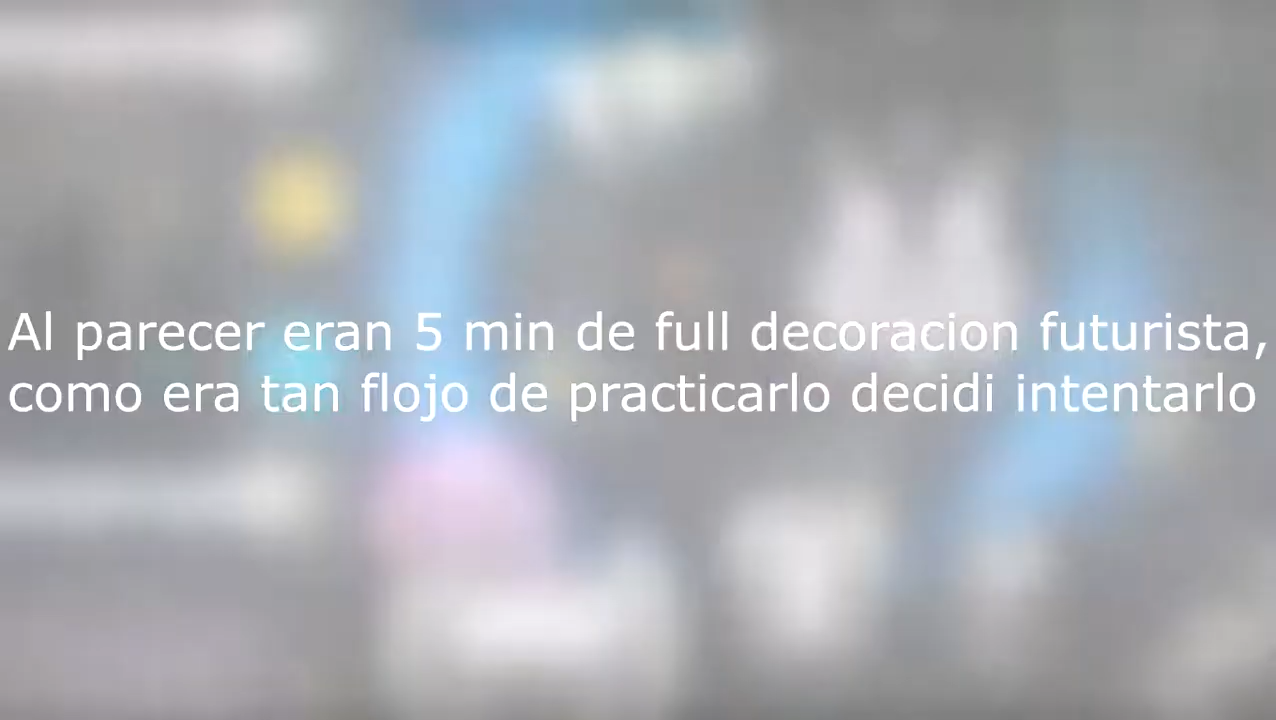 Al parecer eran 5 min de full decoracion futurista,
como era tan flojo de practicarlo decidi intentarlo